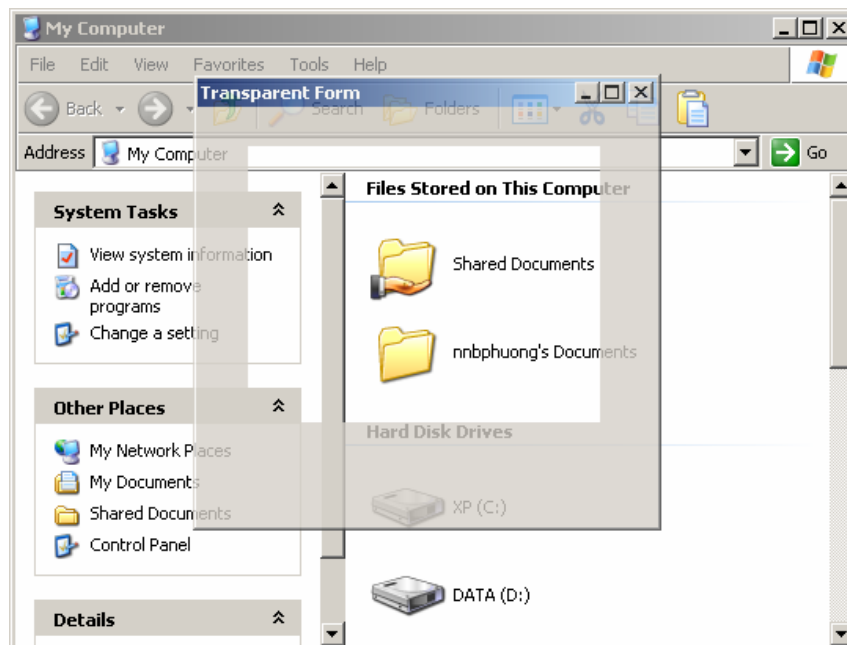 My Computer
File Edit View Favorites Tools Help
Transparent Form
Back Search Folders
Address My Computer Go
Files Stored on This Computer
System Tasks
View system information
Shared Documents
Add or remove
programs
Change a setting
nnbphuong's Documents
Other Places
Hard Disk Drives
My Network Places
My Documents
XP (C:)
Shared Documents
Control Panel
DATA (D:)
Details